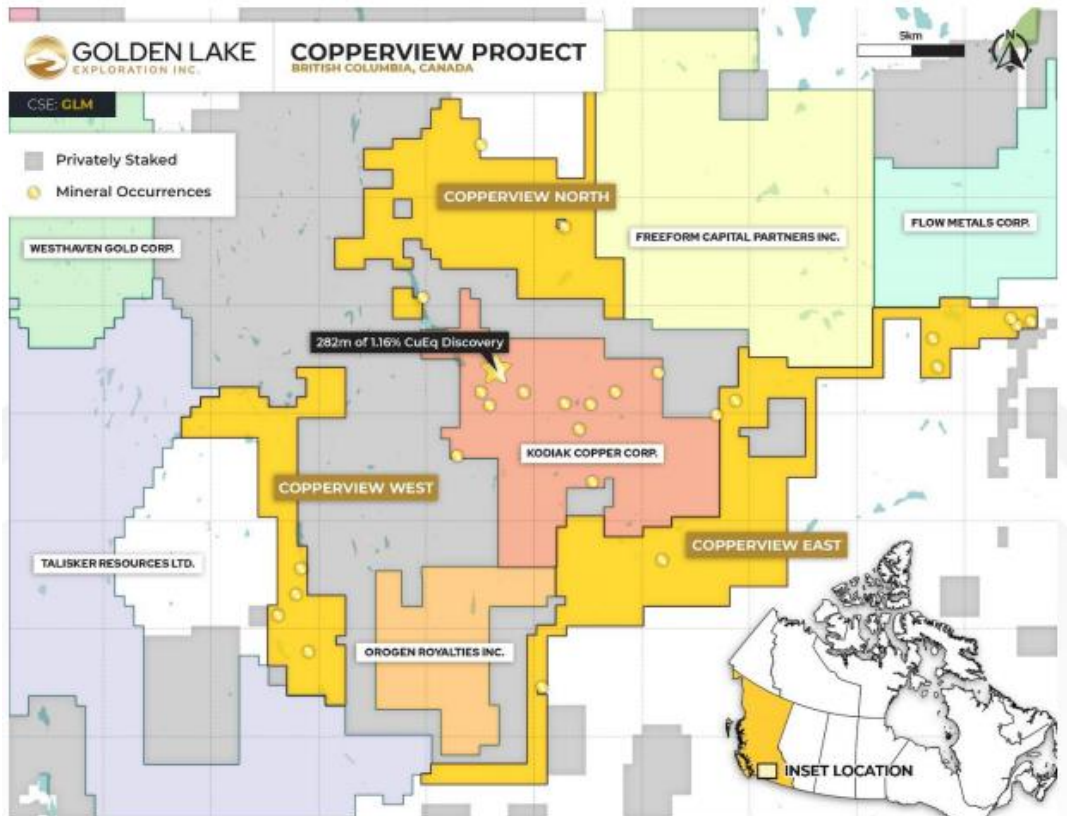 GOLDEN LAKE
EXPLORATION INC.
COPPERVIEW PROJECT
BRITISH COLUMBIA, CANADA
5km
N
CSE: GLM
Privately Staked
Mineral Occurrences
COPPERVIEW NORTH
WESTHAVEN GOLD CORP.
FREEFORM CAPITAL PARTNERS INC.
FLOW METALS CORP.
282m of 1.16% CuEq Discovery
KODIAK COPPER CORP.
COPPERVIEW WEST
COPPERVIEW EAST
TALISKER RESOURCES LTD.
OROGEN ROYALTIES INC.
INSET LOCATION